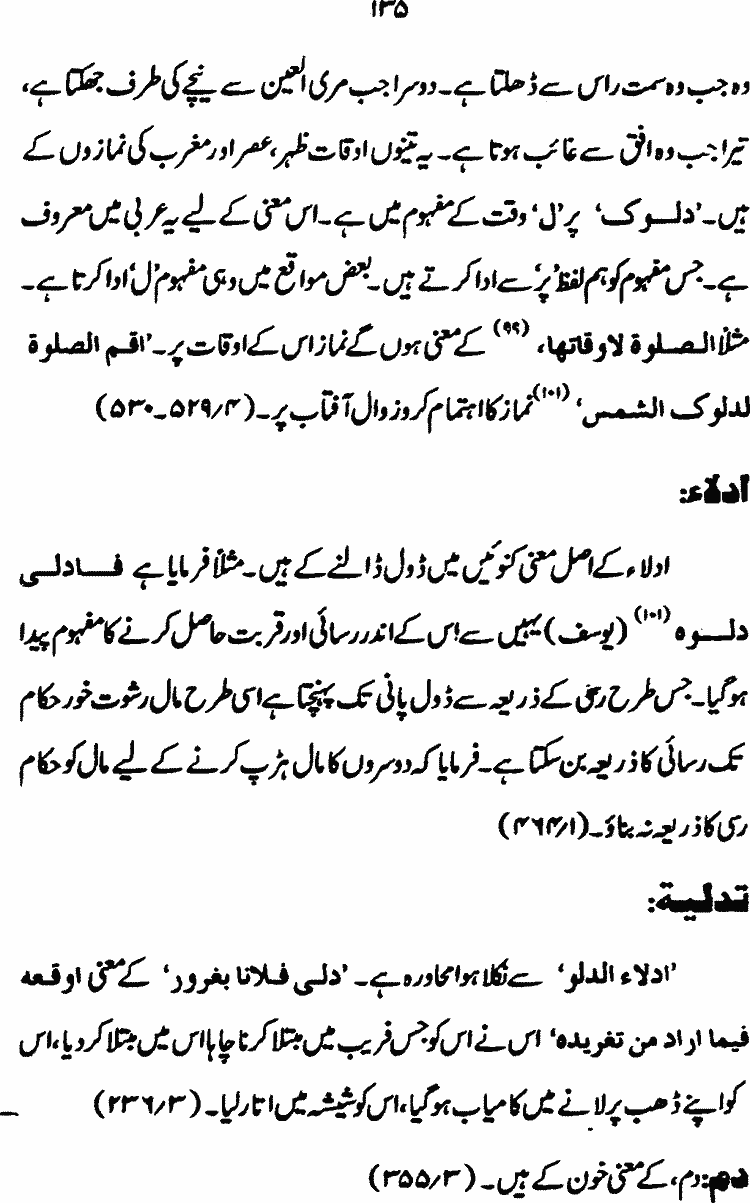 ۱۳۵
وہ جب وہ سمت راس سے ڈھلتا ہے۔ دوسرا جب مری العین سے نیچے کی طرف جھکتا ہے،
تیرا جب وہ افق سے غائب ہوتا ہے۔ یہ تینوں اوقات ظہر، عصر اور مغرب کی نمازوں کے
ہیں۔ 'دلوک' پر 'ل' وقت کے مفہوم میں ہے۔ اس معنی کے لیے یہ عربی میں معروف
ہے۔ جس مفہوم کو ہم لفظ 'پر' سے ادا کرتے ہیں۔ بعض مواقع میں وہی مفہوم 'ل' ادا کرتا ہے۔
مثلاً الصلوة لاوقاتها، (۹۹) کے معنی ہوں گے نماز اس کے اوقات پر۔ 'اقم الصلوة
لدلوک الشمس' (۱۰۱) نماز کا اہتمام کرو زوال آفتاب پر۔ (۴/۵۲۹۔۵۳۰)
ادلاء:
ادلاء کے اصل معنی کنوئیں میں ڈول ڈالنے کے ہیں۔ مثلاً فرمایا ہے فادلی
دلوه (۱۰۱) (یوسف) یہیں سے اس کے اندر رسائی اور قربت حاصل کرنے کا مفہوم پیدا
ہوگیا۔ جس طرح رسی کے ذریعہ سے ڈول پانی تک پہنچتا ہے اسی طرح مال رشوت خور حکام
تک رسائی کا ذریعہ بن سکتا ہے۔ فرمایا کہ دوسروں کا مال ہڑپ کرنے کے لیے مال کو حکام
رسی کا ذریعہ نہ بناؤ۔ (۱/۴۶۴)
تدلية:
'ادلاء الدلو' سے نکلا ہوا محاورہ ہے۔ 'دلی فلانا بغرور' کے معنی اوقعه
فیما اراد من تغریده' اس نے اس کو جس فریب میں مبتلا کرنا چاہا اس میں مبتلا کر دیا، اس
کو اپنے ڈھب پر لانے میں کامیاب ہوگیا، اس کو شیشہ میں اتار لیا۔ (۳/۲۳۶)
دم: دم، کے معنی خون کے ہیں۔ (۳/۳۵۵)